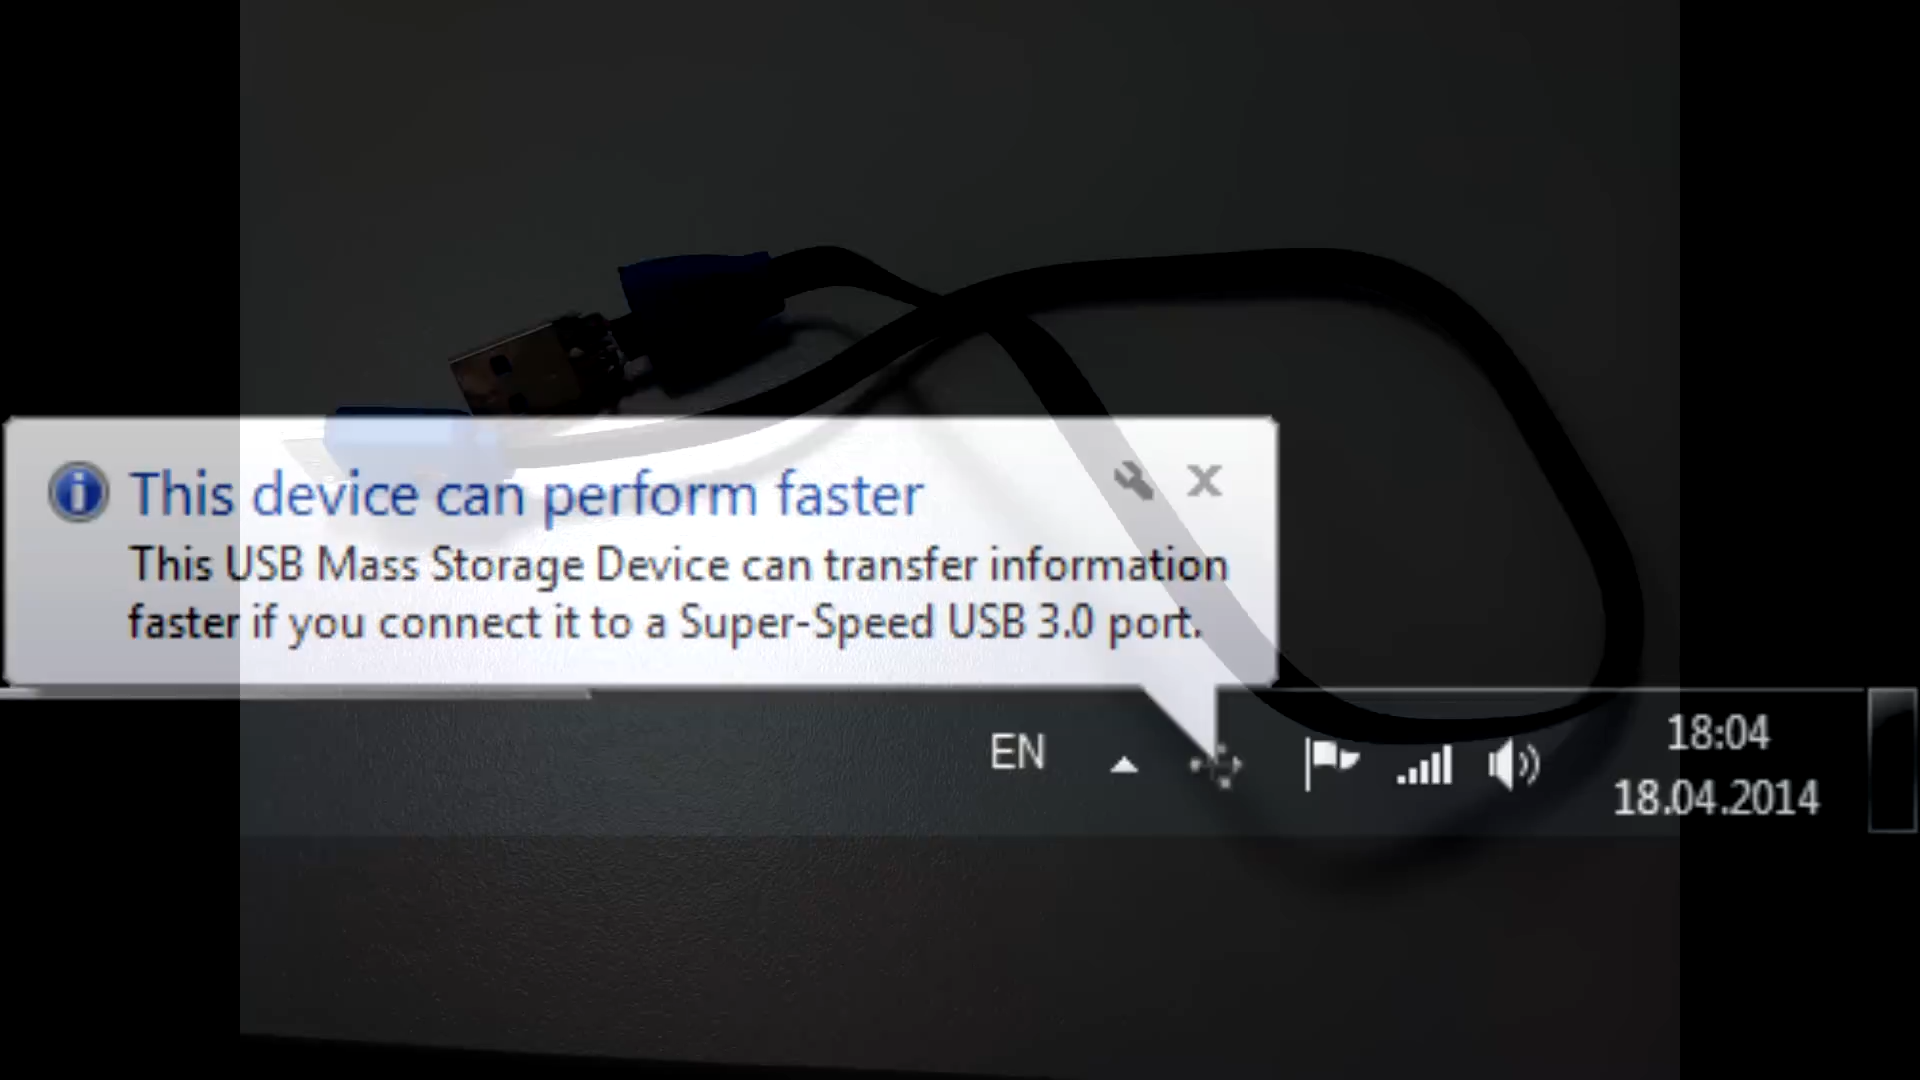 This device can perform faster
This USB Mass Storage Device can transfer information
faster if you connect it to a Super-Speed USB 3.0 port.
EN
18:04
18.04.2014